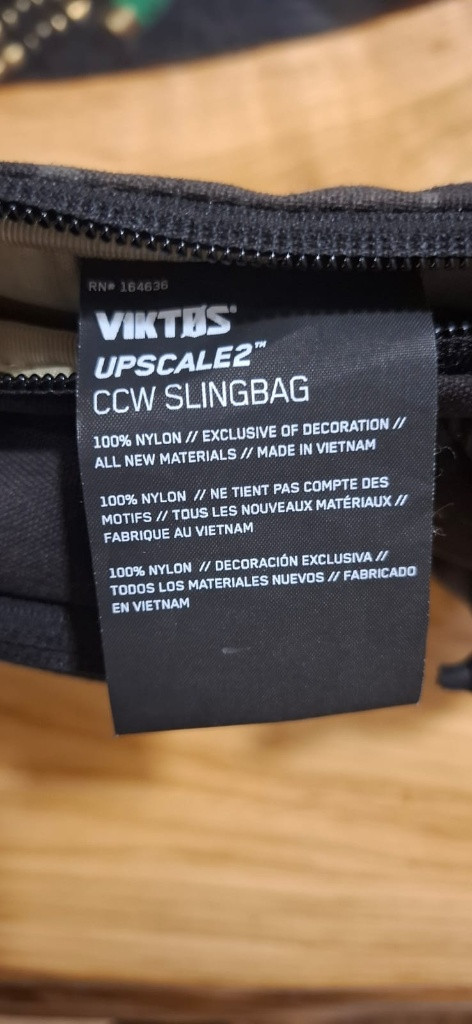 RN# 164636
VIKTØS
UPSCALE2™
CCW SLINGBAG
100% NYLON // EXCLUSIVE OF DECORATION //
ALL NEW MATERIALS // MADE IN VIETNAM
100% NYLON // NE TIENT PAS COMPTE DES
MOTIFS // TOUS LES NOUVEAUX MATÉRIAUX //
FABRIQUE AU VIETNAM
100% NYLON // DECORACIÓN EXCLUSIVA //
TODOS LOS MATERIALES NUEVOS // FABRICADO
EN VIETNAM